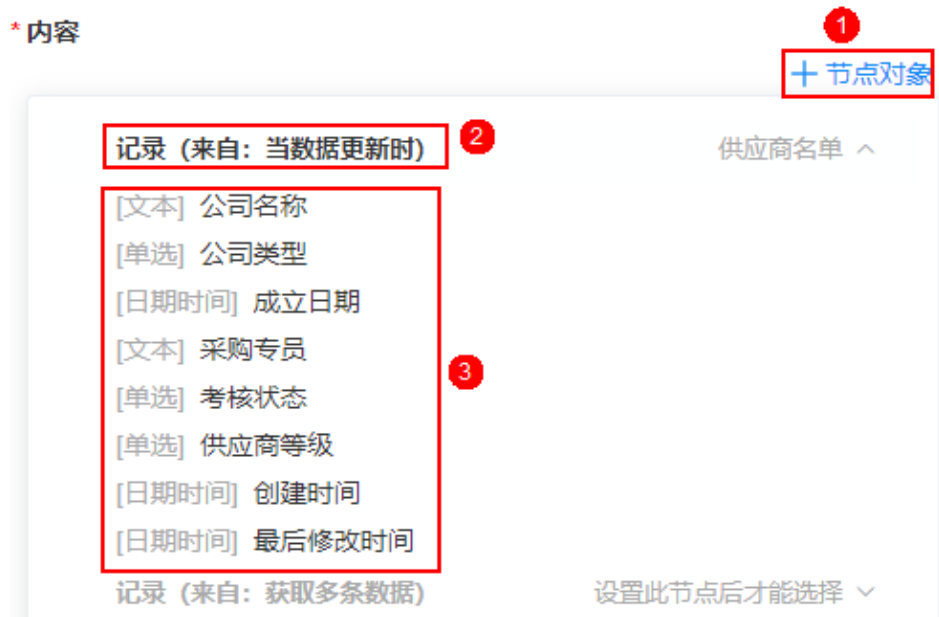 * 内容
1
+ 节点对象
记录（来自：当数据更新时） 2 供应商名单
[文本] 公司名称
[单选] 公司类型
[日期时间] 成立日期
[文本] 采购专员
3
[单选] 考核状态
[单选] 供应商等级
[日期时间] 创建时间
[日期时间] 最后修改时间
记录（来自：获取多条数据） 设置此节点后才能选择